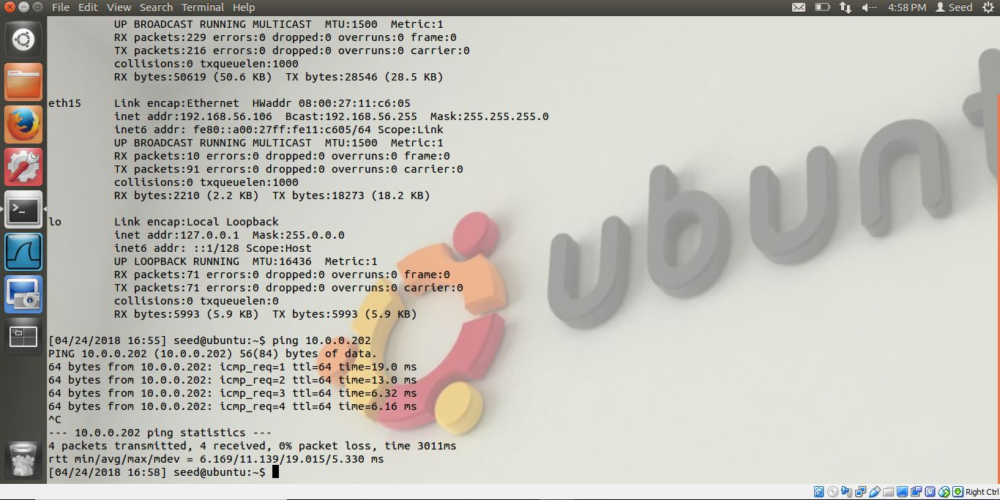 File Edit View Search Terminal Help
4:58 PM Seed
UP BROADCAST RUNNING MULTICAST  MTU:1500  Metric:1
RX packets:229 errors:0 dropped:0 overruns:0 frame:0
TX packets:216 errors:0 dropped:0 overruns:0 carrier:0
collisions:0 txqueuelen:1000
RX bytes:50619 (50.6 KB)  TX bytes:28546 (28.5 KB)
eth15     Link encap:Ethernet  HWaddr 08:00:27:11:c6:05
inet addr:192.168.56.106  Bcast:192.168.56.255  Mask:255.255.255.0
inet6 addr: fe80::a00:27ff:fe11:c605/64 Scope:Link
UP BROADCAST RUNNING MULTICAST  MTU:1500  Metric:1
RX packets:10 errors:0 dropped:0 overruns:0 frame:0
TX packets:91 errors:0 dropped:0 overruns:0 carrier:0
collisions:0 txqueuelen:1000
RX bytes:2210 (2.2 KB)  TX bytes:18273 (18.2 KB)
lo        Link encap:Local Loopback
inet addr:127.0.0.1  Mask:255.0.0.0
inet6 addr: ::1/128 Scope:Host
UP LOOPBACK RUNNING  MTU:16436  Metric:1
RX packets:71 errors:0 dropped:0 overruns:0 frame:0
TX packets:71 errors:0 dropped:0 overruns:0 carrier:0
collisions:0 txqueuelen:0
RX bytes:5993 (5.9 KB)  TX bytes:5993 (5.9 KB)
[04/24/2018 16:55] seed@ubuntu:~$ ping 10.0.0.202
PING 10.0.0.202 (10.0.0.202) 56(84) bytes of data.
64 bytes from 10.0.0.202: icmp_req=1 ttl=64 time=19.0 ms
64 bytes from 10.0.0.202: icmp_req=2 ttl=64 time=13.0 ms
64 bytes from 10.0.0.202: icmp_req=3 ttl=64 time=6.32 ms
64 bytes from 10.0.0.202: icmp_req=4 ttl=64 time=6.16 ms
^C
--- 10.0.0.202 ping statistics ---
4 packets transmitted, 4 received, 0% packet loss, time 3011ms
rtt min/avg/max/mdev = 6.169/11.139/19.015/5.330 ms
[04/24/2018 16:58] seed@ubuntu:~$
ubunt
Right Ctrl